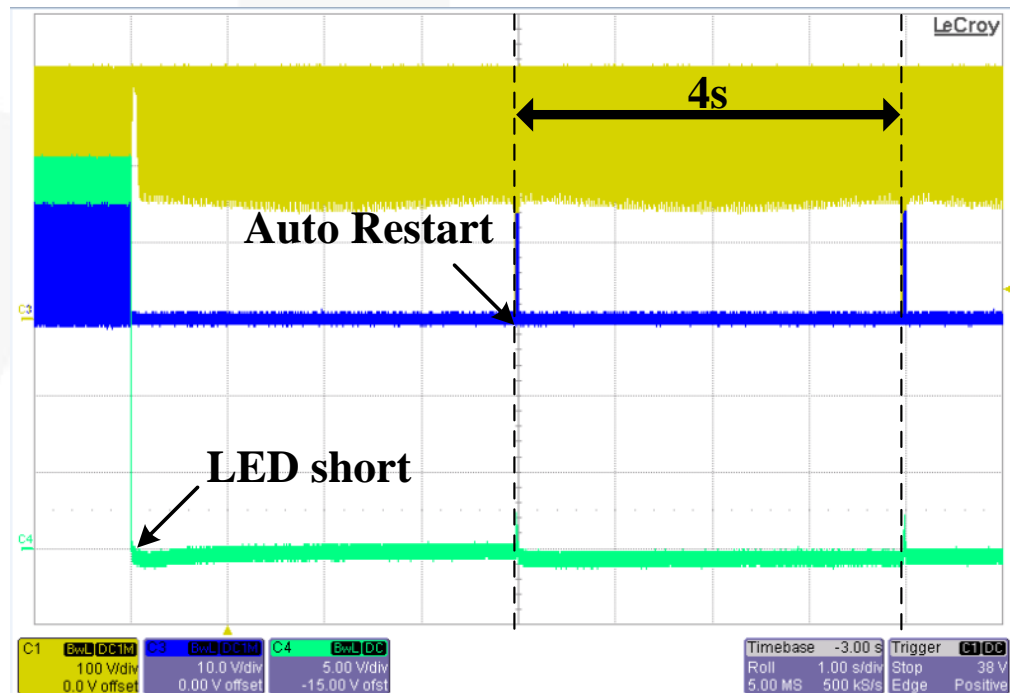 LeCroy
4s
Auto Restart
C3
LED short
C4
C1 BwL DC1M
100 V/div
0.0 V offset
C3 BwL DC1M
10.0 V/div
0.00 V offset
C4 BwL DC
5.00 V/div
-15.00 V ofst
Timebase -3.00 s
Roll 1.00 s/div
5.00 MS 500 kS/s
Trigger C1 DC
Stop 38 V
Edge Positive